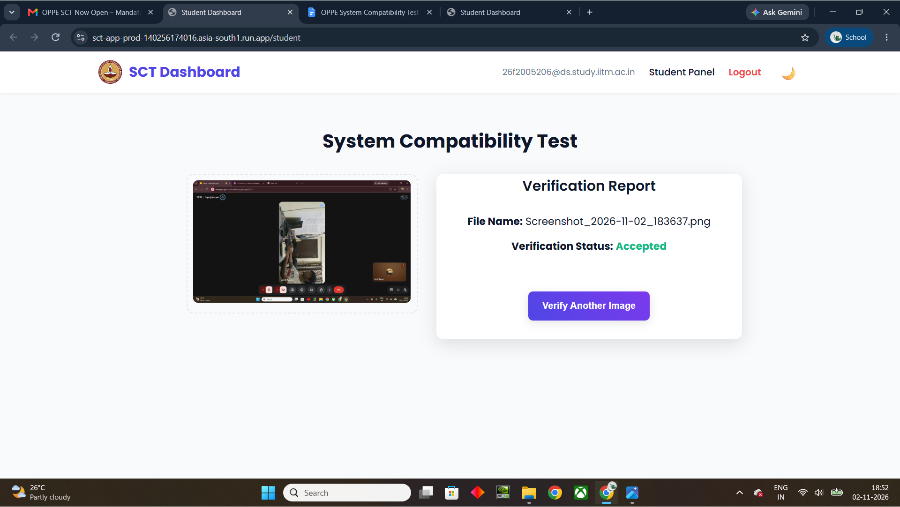 OPPE SCT Now Open – Manda
Student Dashboard
OPPE System Compatibility Tes
Student Dashboard
Ask Gemini
sct-app-prod-140256174016.asia-south1.run.app/student
School
SCT Dashboard
26f2005206@ds.study.iitm.ac.in
Student Panel
Logout
System Compatibility Test
Verification Report
File Name: Screenshot_2026-11-02_183637.png
Verification Status: Accepted
Verify Another Image
26°C
Partly cloudy
Search
ENG
IN
18:52
02-11-2026